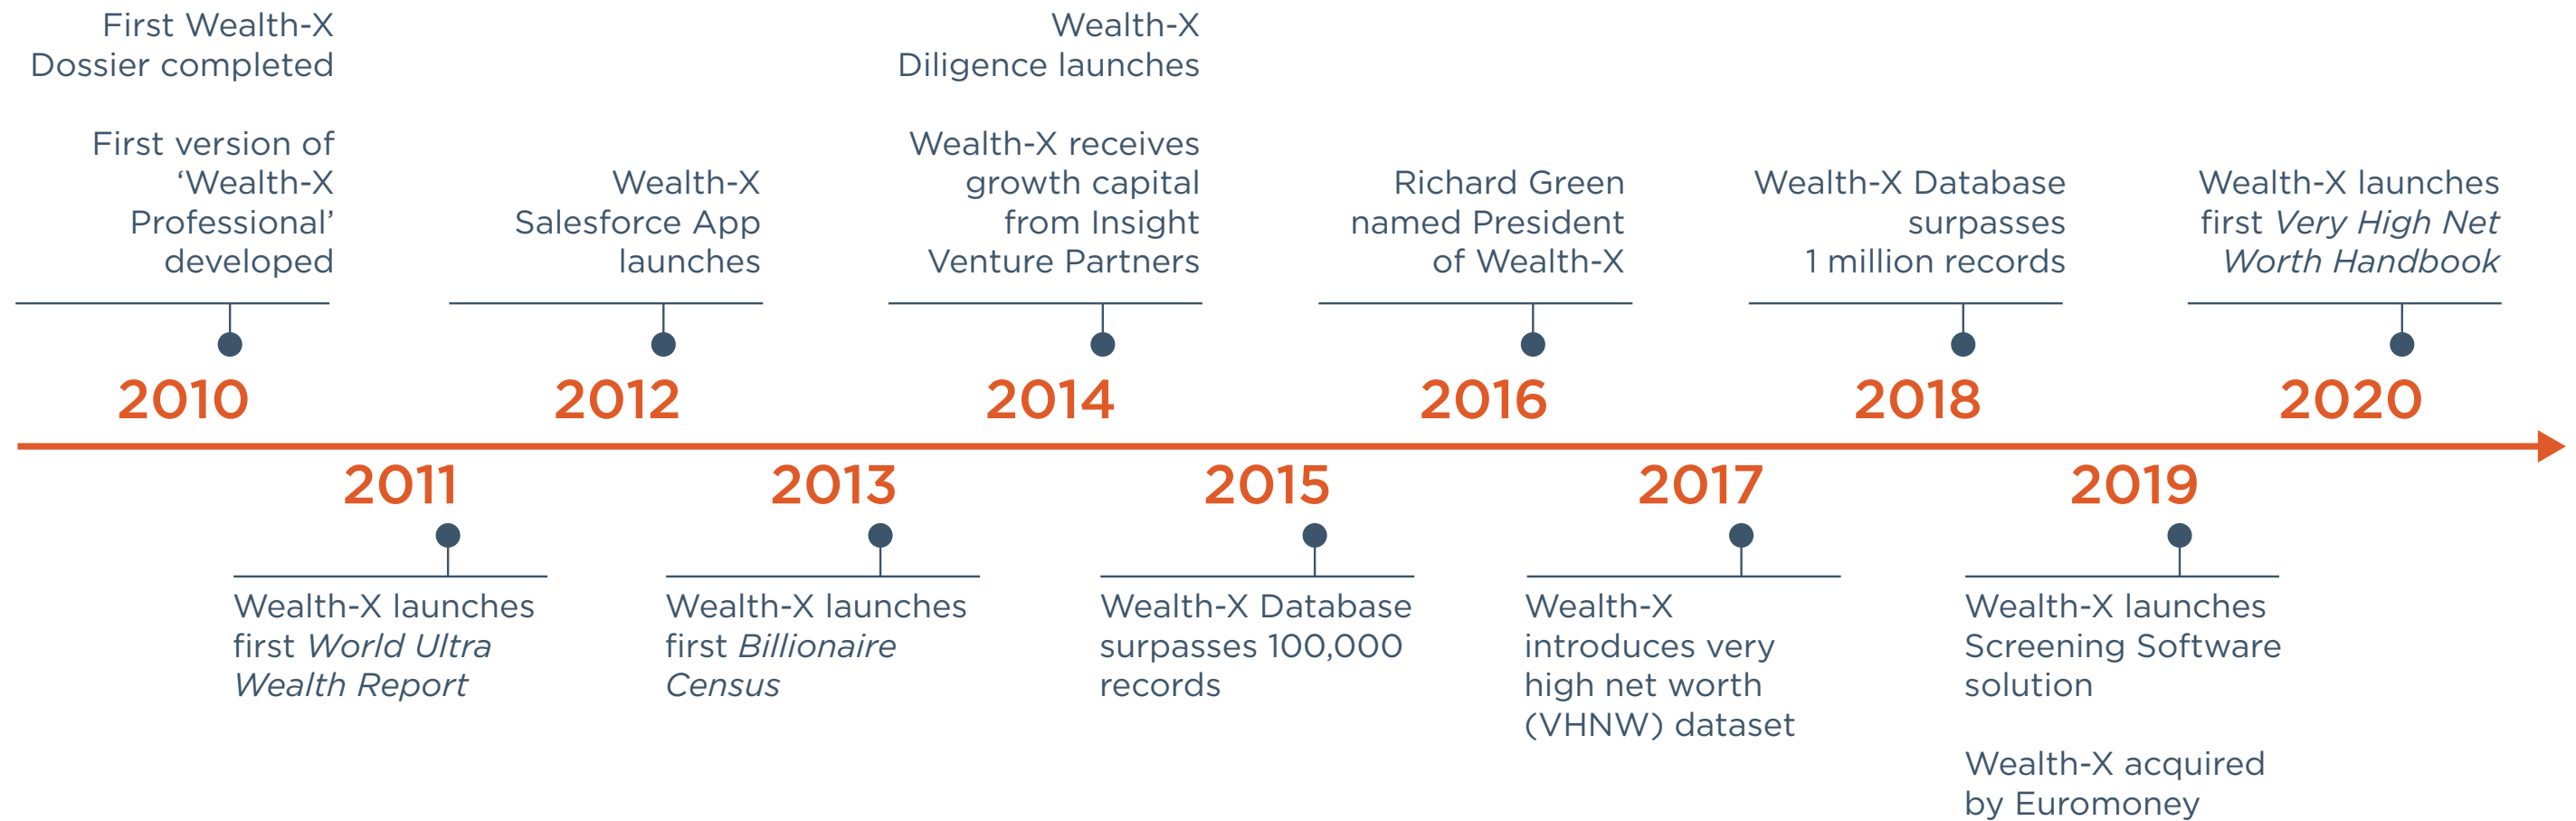 First Wealth-X
Dossier completed
First version of
‘Wealth-X
Professional’
developed
2010
Wealth-X
Salesforce App
launches
2012
Wealth-X
Diligence launches
Wealth-X receives
growth capital
from Insight
Venture Partners
2014
Richard Green
named President
of Wealth-X
2016
Wealth-X Database
surpasses
1 million records
2018
Wealth-X launches
first Very High Net
Worth Handbook
2020
2011
Wealth-X launches
first World Ultra
Wealth Report
2013
Wealth-X launches
first Billionaire
Census
2015
Wealth-X Database
surpasses 100,000
records
2017
Wealth-X
introduces very
high net worth
(VHNW) dataset
2019
Wealth-X launches
Screening Software
solution
Wealth-X acquired
by Euromoney